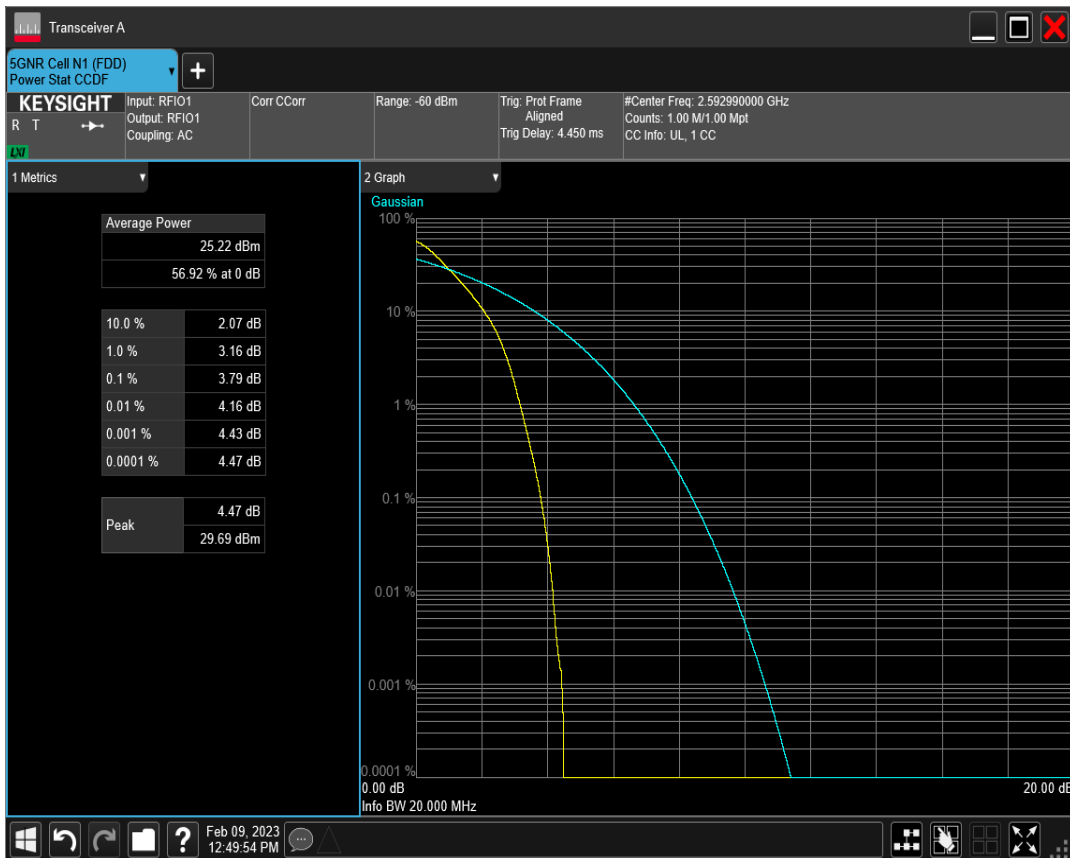 Transceiver A
5GNR Cell N1 (FDD)
Power Stat CCDF
KEYSIGHT
R T
LXI
Input: RFIO1
Output: RFIO1
Coupling: AC
Corr CCorr
Range: -60 dBm
Trig: Prot Frame
Aligned
Trig Delay: 4.450 ms
#Center Freq: 2.592990000 GHz
Counts: 1.00 M/1.00 Mpt
CC Info: UL, 1 CC
1 Metrics
Average Power
25.22 dBm
56.92 % at 0 dB
10.0 % 2.07 dB
1.0 % 3.16 dB
0.1 % 3.79 dB
0.01 % 4.16 dB
0.001 % 4.43 dB
0.0001 % 4.47 dB
Peak
4.47 dB
29.69 dBm
2 Graph
Gaussian
100 %
10 %
1 %
0.1 %
0.01 %
0.001 %
0.0001 %
0.00 dB
20.00 dB
Info BW 20.000 MHz
?
Feb 09, 2023
12:49:54 PM